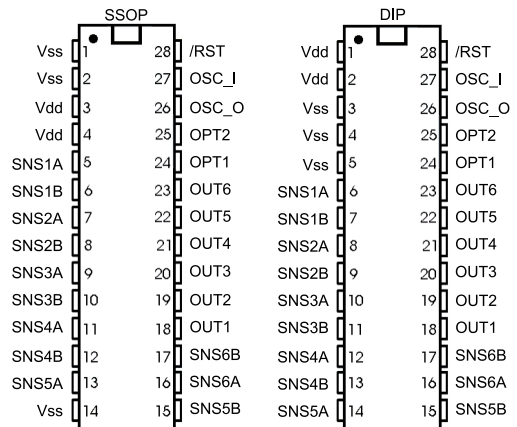 SSOP
Vss 1 28 /RST
Vss 2 27 OSC_I
Vdd 3 26 OSC_O
Vdd 4 25 OPT2
SNS1A 5 24 OPT1
SNS1B 6 23 OUT6
SNS2A 7 22 OUT5
SNS2B 8 21 OUT4
SNS3A 9 20 OUT3
SNS3B 10 19 OUT2
SNS4A 11 18 OUT1
SNS4B 12 17 SNS6B
SNS5A 13 16 SNS6A
Vss 14 15 SNS5B
DIP
Vdd 1 28 /RST
Vdd 2 27 OSC_I
Vss 3 26 OSC_O
Vss 4 25 OPT2
Vss 5 24 OPT1
SNS1A 6 23 OUT6
SNS1B 7 22 OUT5
SNS2A 8 21 OUT4
SNS2B 9 20 OUT3
SNS3A 10 19 OUT2
SNS3B 11 18 OUT1
SNS4A 12 17 SNS6B
SNS4B 13 16 SNS6A
SNS5A 14 15 SNS5B